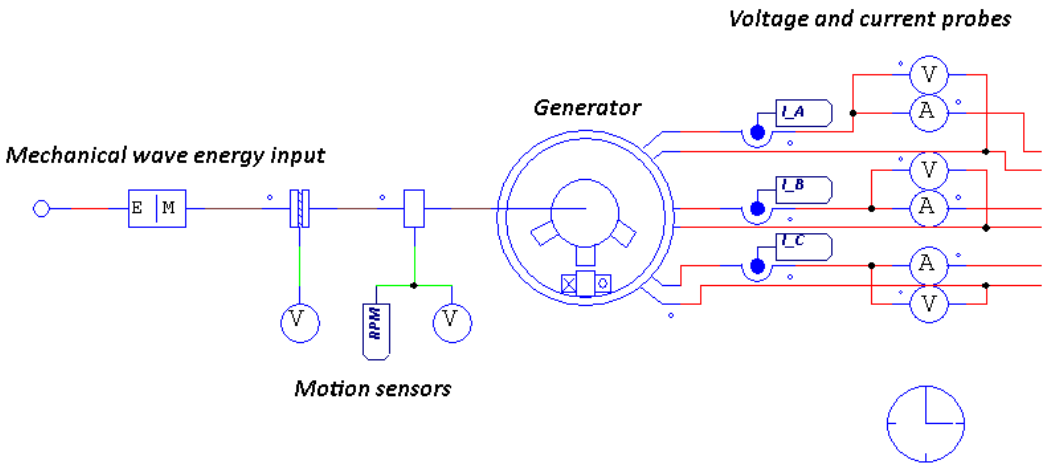 Voltage and current probes
V
Generator
I_A
A
Mechanical wave energy input
V
E M
I_B
A
I_C
A
V
V
RPM
V
Motion sensors